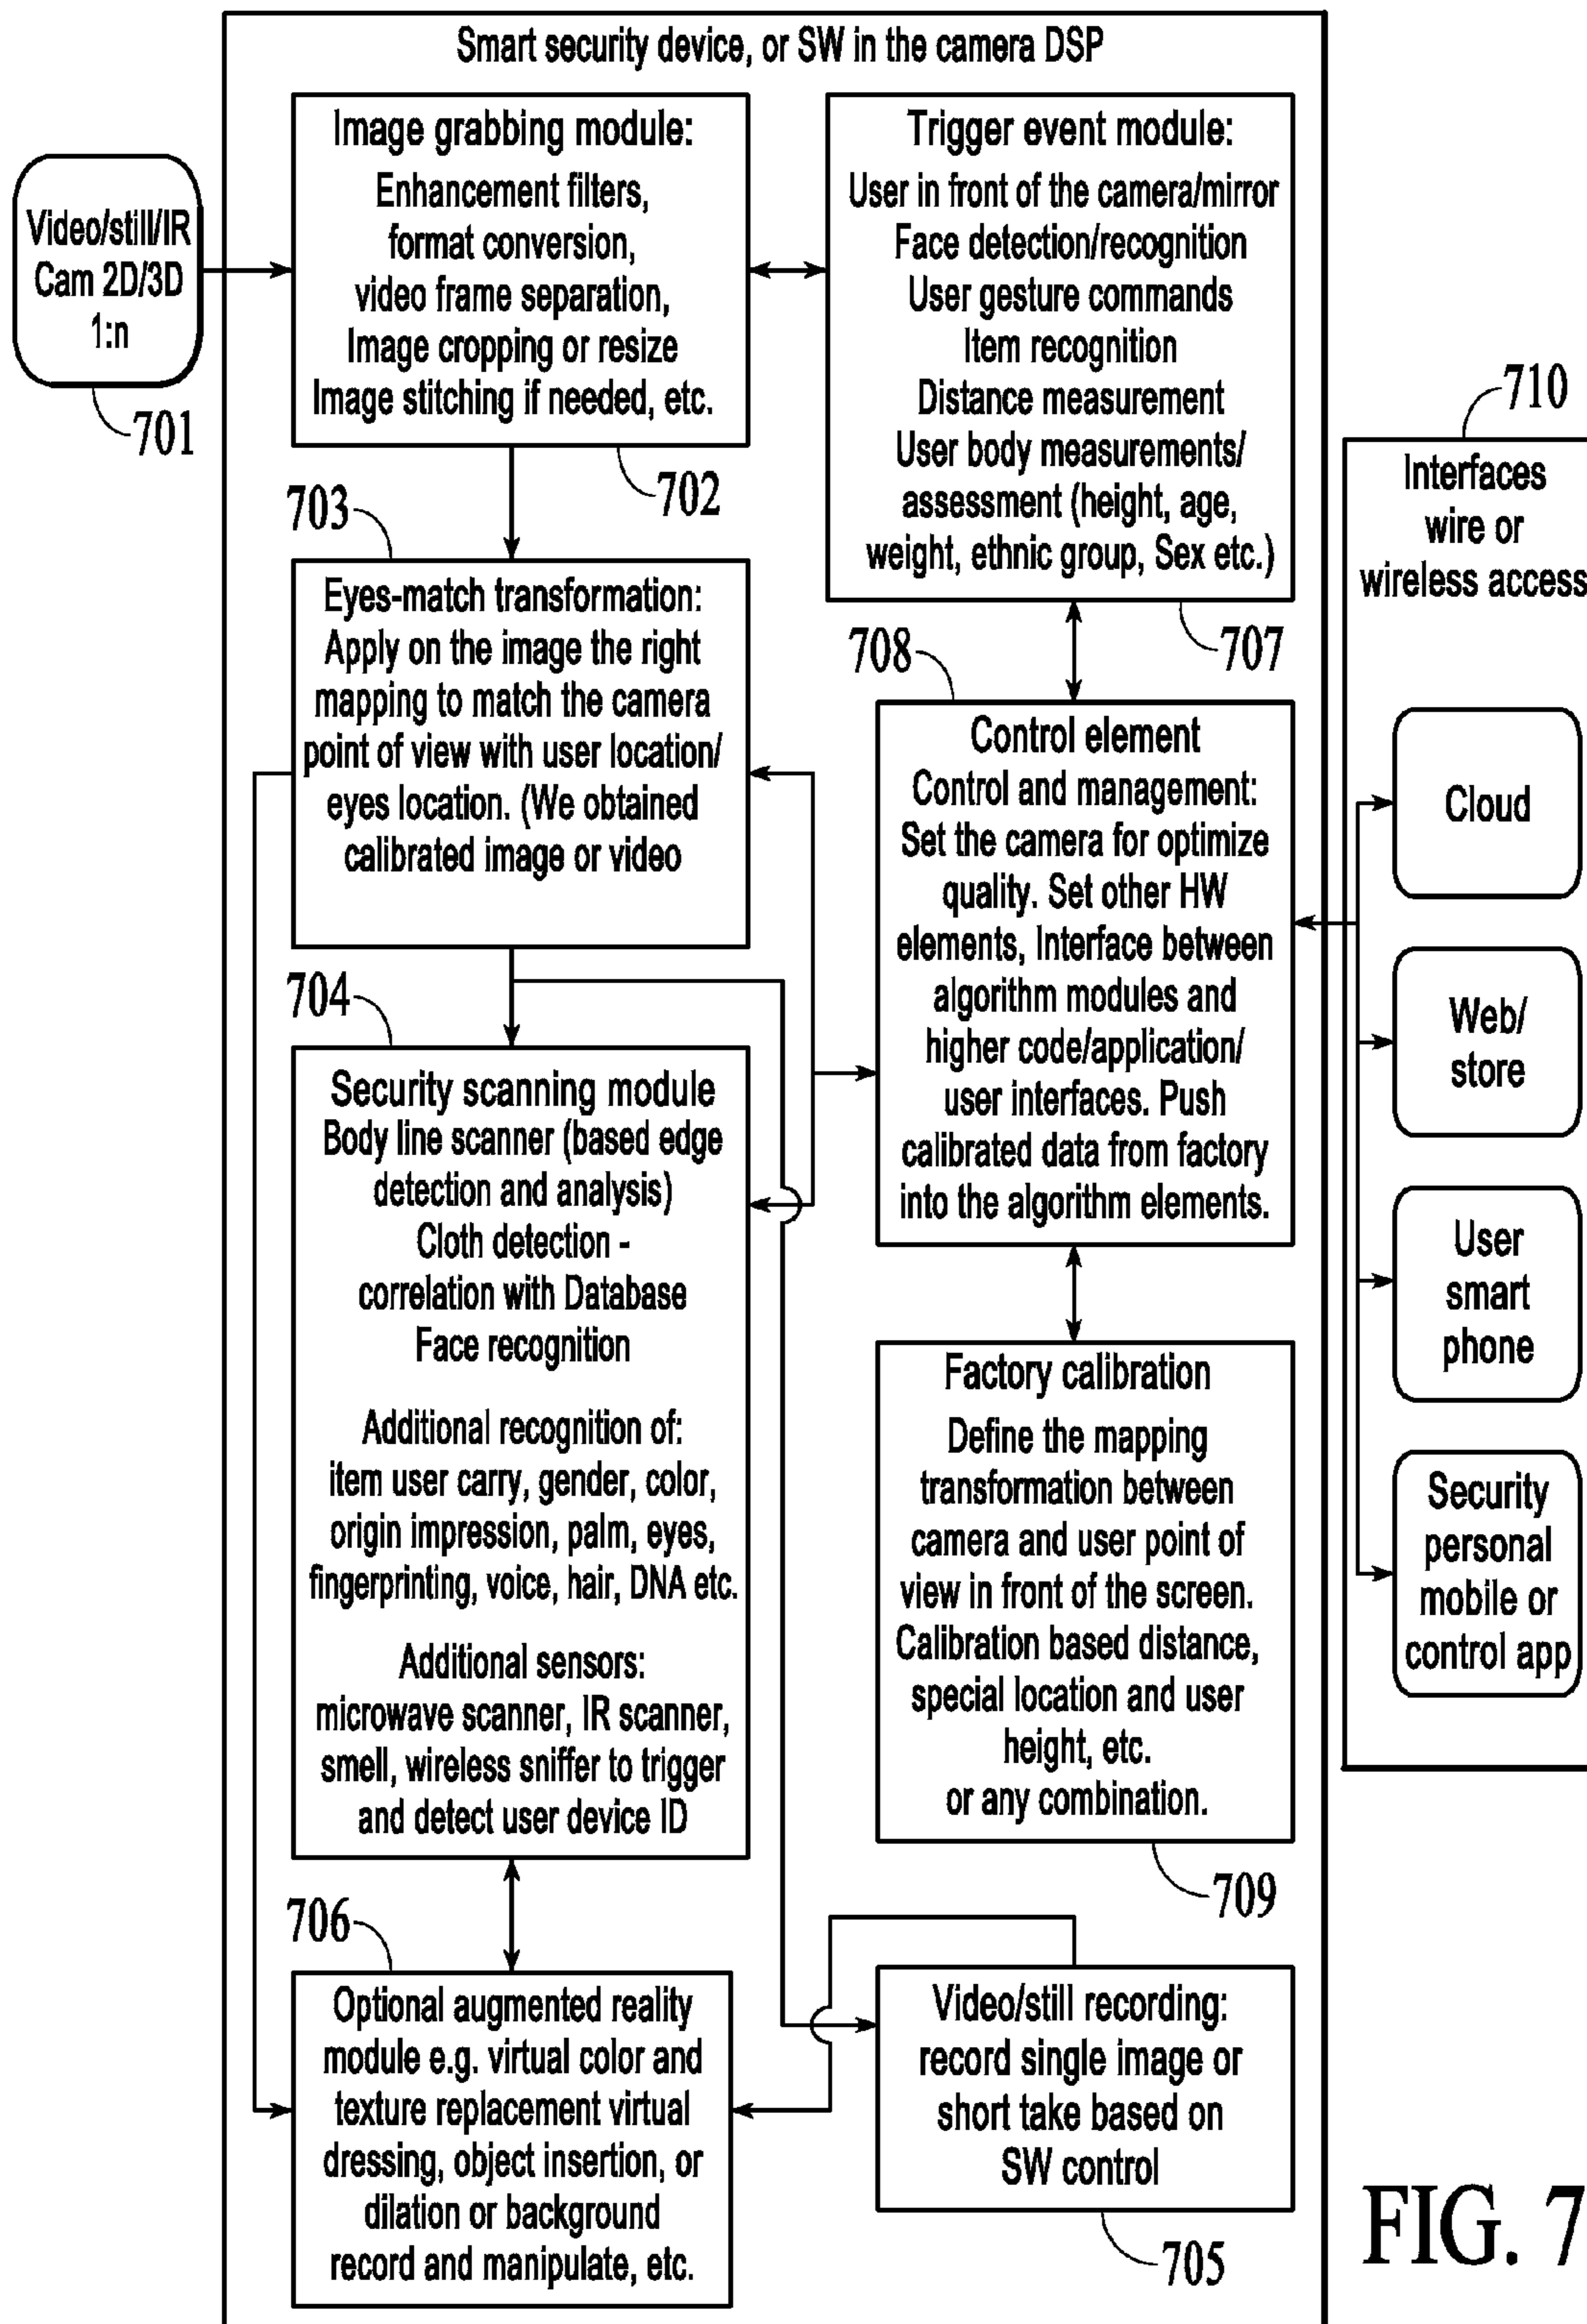 Smart security device, or SW in the camera DSP
Video/still/IR
Cam 2D/3D
1:n
701
Image grabbing module:
Enhancement filters,
format conversion,
video frame separation,
Image cropping or resize
Image stitching if needed, etc.
702
Trigger event module:
User in front of the camera/mirror
Face detection/recognition
User gesture commands
Item recognition
Distance measurement
User body measurements/
assessment (height, age,
weight, ethnic group, Sex etc.)
707
703
Eyes-match transformation:
Apply on the image the right
mapping to match the camera
point of view with user location/
eyes location. (We obtained
calibrated image or video
708
Control element
Control and management:
Set the camera for optimize
quality. Set other HW
elements, Interface between
algorithm modules and
higher code/application/
user interfaces. Push
calibrated data from factory
into the algorithm elements.
704
Security scanning module
Body line scanner (based edge
detection and analysis)
Cloth detection -
correlation with Database
Face recognition
Additional recognition of:
item user carry, gender, color,
origin impression, palm, eyes,
fingerprinting, voice, hair, DNA etc.
Additional sensors:
microwave scanner, IR scanner,
smell, wireless sniffer to trigger
and detect user device ID
Factory calibration
Define the mapping
transformation between
camera and user point of
view in front of the screen.
Calibration based distance,
special location and user
height, etc.
or any combination.
709
706
Optional augmented reality
module e.g. virtual color and
texture replacement virtual
dressing, object insertion, or
dilation or background
record and manipulate, etc.
Video/still recording:
record single image or
short take based on
SW control
705
710
Interfaces
wire or
wireless access
Cloud
Web/
store
User
smart
phone
Security
personal
mobile or
control app
FIG. 7